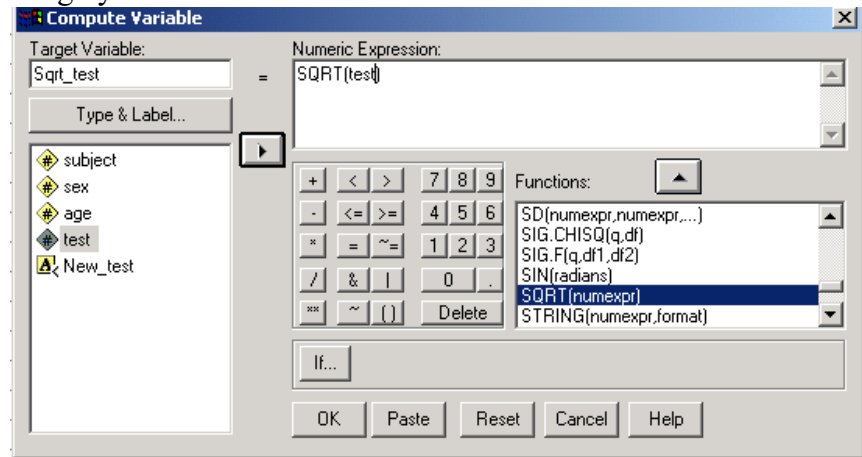 Compute Variable
Target Variable:
Sqrt_test
=
Numeric Expression:
SQRT(test)
Type & Label...
subject
sex
age
test
New_test
+ < > 7 8 9
- <= >= 4 5 6
* = ~= 1 2 3
/ & | 0 .
** ~ () Delete
Functions:
SD(numexpr,numexpr,...)
SIG.CHISQ(q,df)
SIG.F(q,df1,df2)
SIN(radians)
SQRT(numexpr)
STRING(numexpr,format)
If...
OK Paste Reset Cancel Help